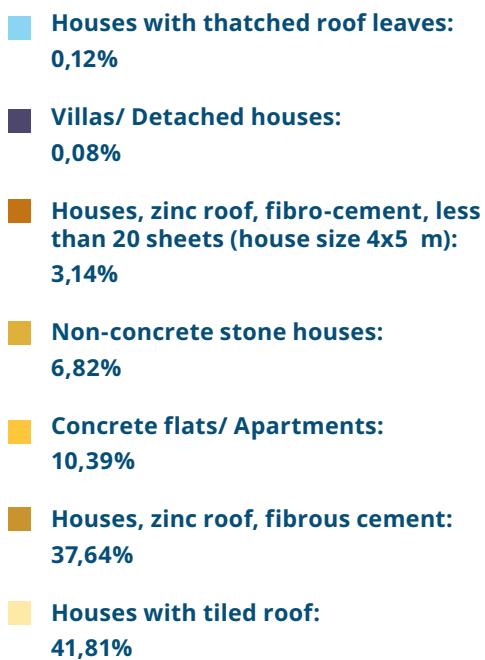 Houses with thatched roof leaves:
0,12%
Villas/ Detached houses:
0,08%
Houses, zinc roof, fibro-cement, less
than 20 sheets (house size 4x5 m):
3,14%
Non-concrete stone houses:
6,82%
Concrete flats/ Apartments:
10,39%
Houses, zinc roof, fibrous cement:
37,64%
Houses with tiled roof:
41,81%